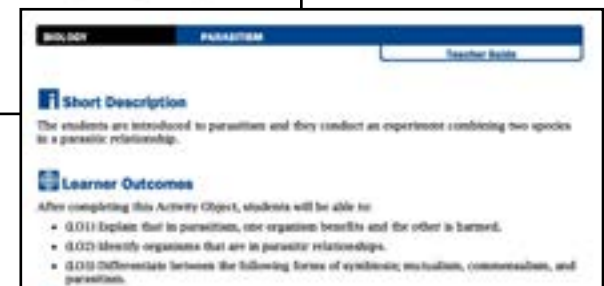 BIOLOGY PARASITISM
Teacher Guide
Short Description
The students are introduced to parasitism and they conduct an experiment combining two species
in a parasitic relationship.
Learner Outcomes
After completing this Activity Object, students will be able to:
• (LO1) Explain that in parasitism, one organism benefits and the other is harmed.
• (LO2) Identify organisms that are in parasitic relationships.
• (LO3) Differentiate between the following forms of symbiosis; mutualism, commensalism, and
parasitism.